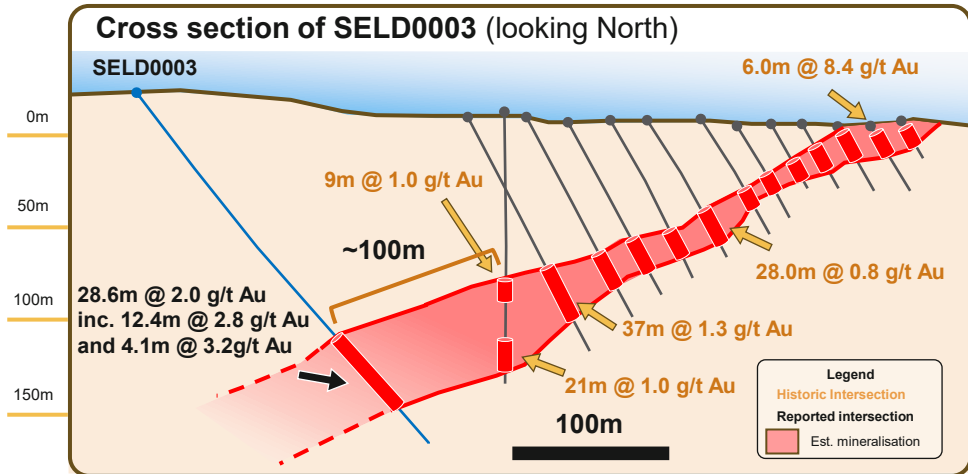 Cross section of SELD0003 (looking North)
SELD0003
6.0m @ 8.4 g/t Au
0m
9m @ 1.0 g/t Au
50m
~100m
28.0m @ 0.8 g/t Au
28.6m @ 2.0 g/t Au
inc. 12.4m @ 2.8 g/t Au
and 4.1m @ 3.2g/t Au
100m
37m @ 1.3 g/t Au
21m @ 1.0 g/t Au
150m
100m
Legend
Historic Intersection
Reported intersection
Est. mineralisation